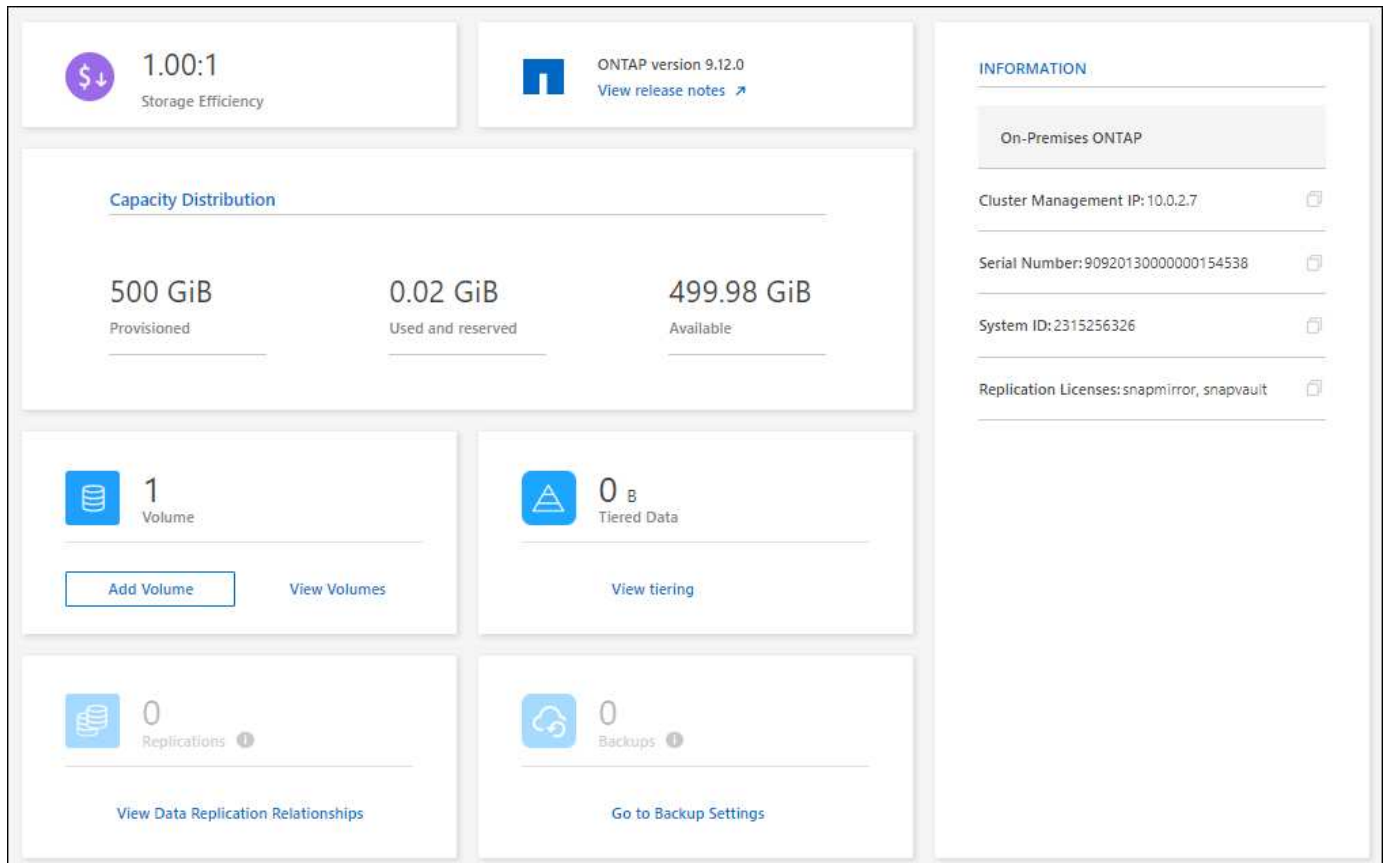 1.00:1
Storage Efficiency
ONTAP version 9.12.0
View release notes ↗
Capacity Distribution
500 GiB
Provisioned
0.02 GiB
Used and reserved
499.98 GiB
Available
1
Volume
Add Volume
View Volumes
0 B
Tiered Data
View tiering
0
Replications
View Data Replication Relationships
0
Backups
Go to Backup Settings
INFORMATION
On-Premises ONTAP
Cluster Management IP: 10.0.2.7
Serial Number: 90920130000000154538
System ID: 2315256326
Replication Licenses: snapmirror, snapvault